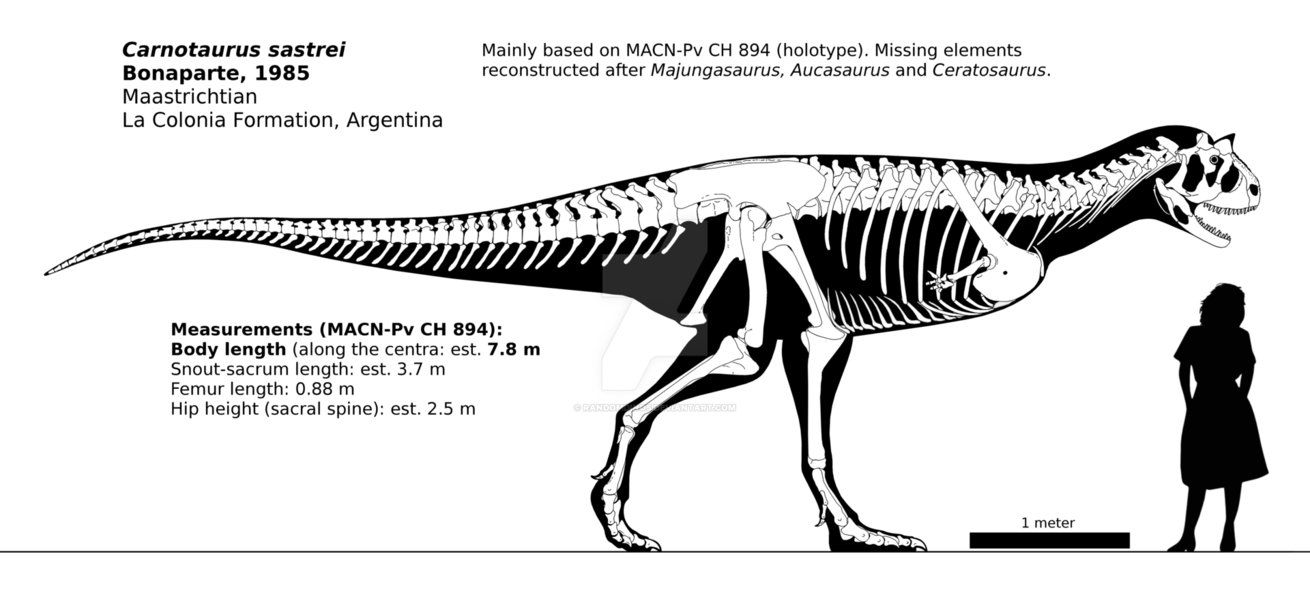 Carnotaurus sastrei
Bonaparte, 1985
Maastrichtian
La Colonia Formation, Argentina
Mainly based on MACN-Pv CH 894 (holotype). Missing elements
reconstructed after Majungasaurus, Aucasaurus and Ceratosaurus.
Measurements (MACN-Pv CH 894):
Body length (along the centra: est. 7.8 m
Snout-sacrum length: est. 3.7 m
Femur length: 0.88 m
Hip height (sacral spine): est. 2.5 m
1 meter